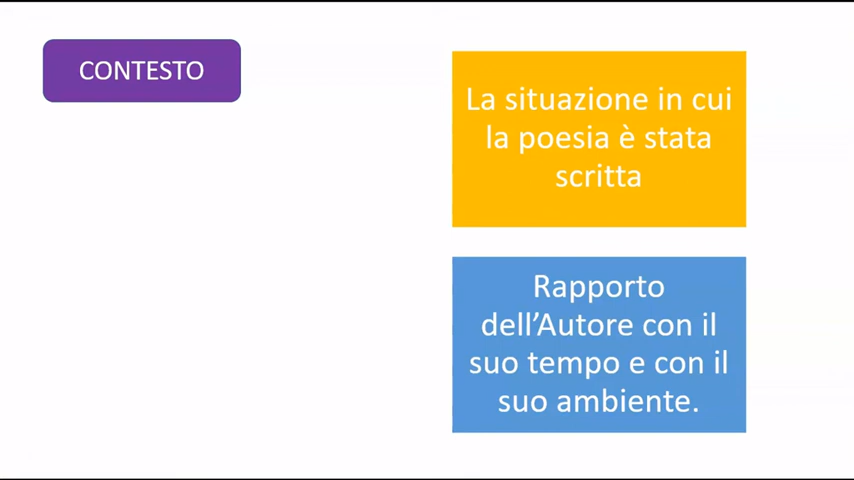 CONTESTO
La situazione in cui
la poesia è stata
scritta
Rapporto
dell’Autore con il
suo tempo e con il
suo ambiente.